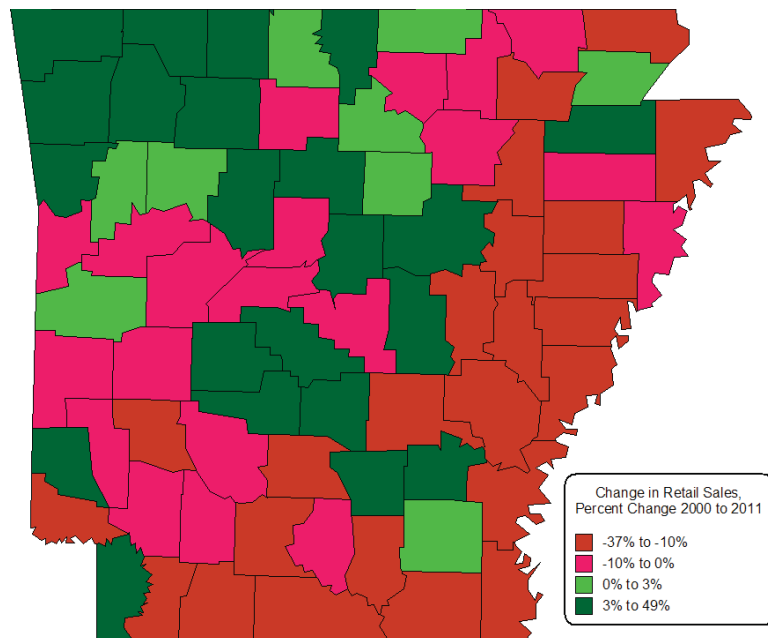 Change in Retail Sales,
Percent Change 2000 to 2011
-37% to -10%
-10% to 0%
0% to 3%
3% to 49%